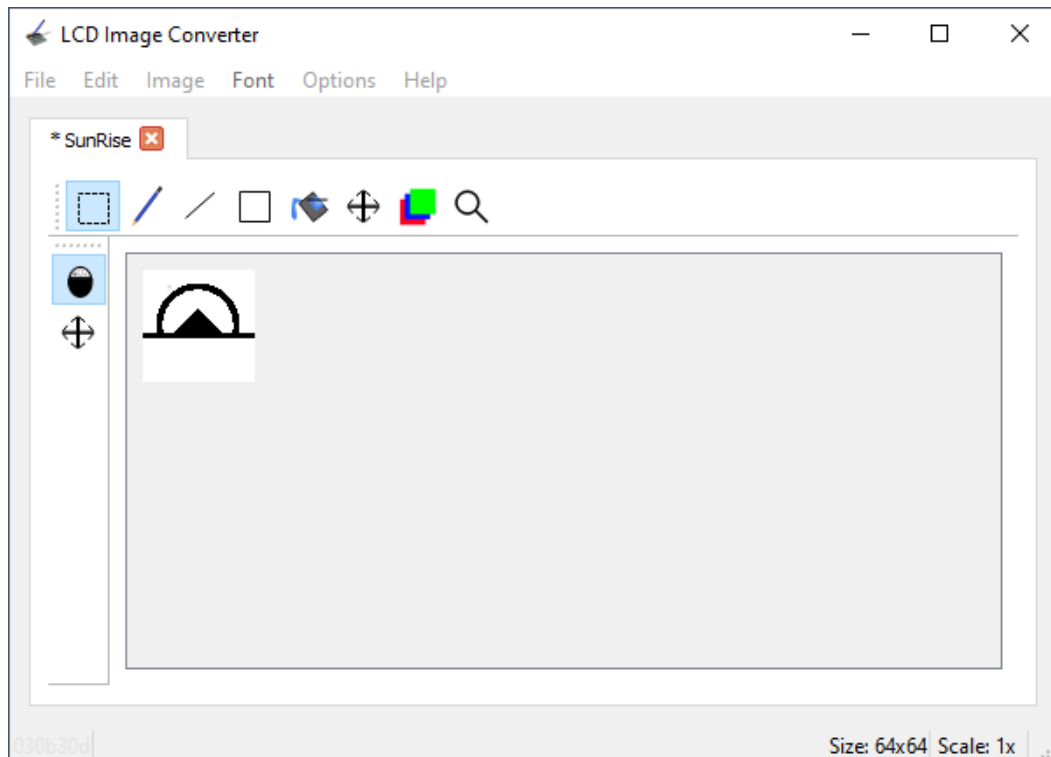 LCD Image Converter
File Edit Image Font Options Help
* SunRise
030b30d Size: 64x64 Scale: 1x